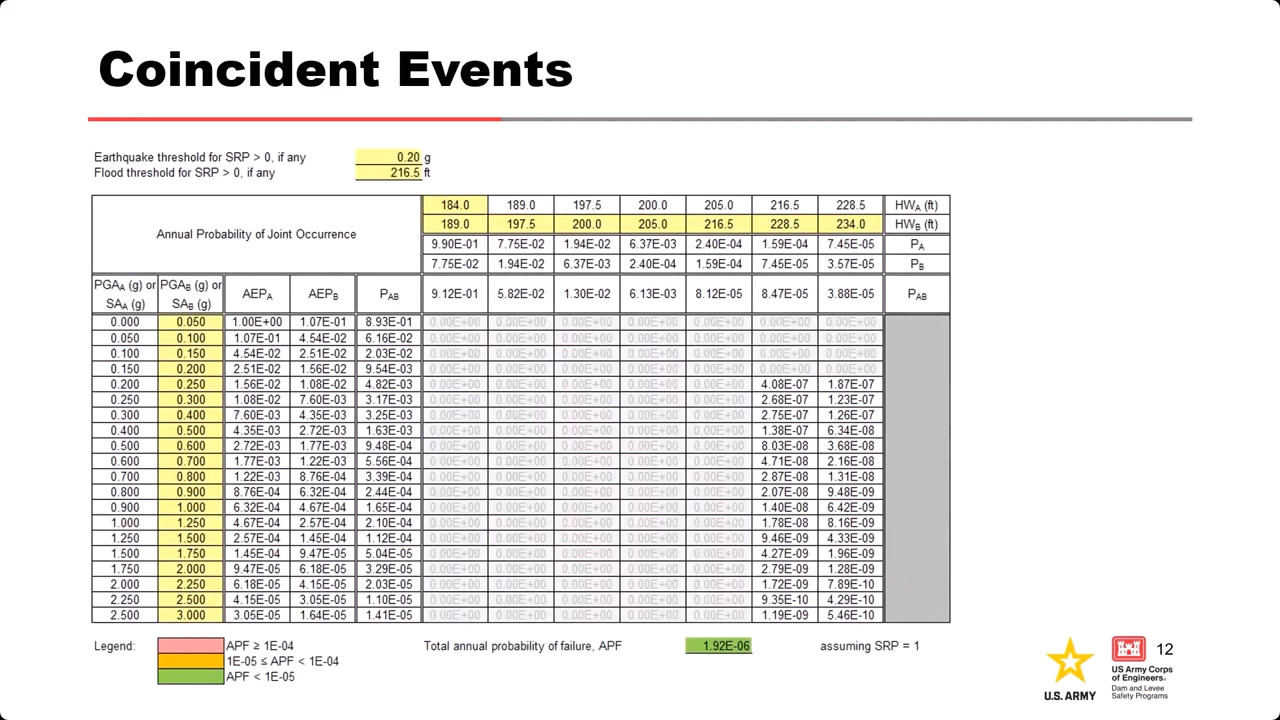 Coincident Events
Earthquake threshold for SRP > 0, if any 0.20 g
Flood threshold for SRP > 0, if any 216.5 ft
184.0 189.0 197.5 200.0 205.0 216.5 228.5 HWA (ft)
189.0 197.5 200.0 205.0 216.5 228.5 234.0 HWB (ft)
Annual Probability of Joint Occurrence
9.90E-01 7.75E-02 1.94E-02 6.37E-03 2.40E-04 1.59E-04 7.45E-05 PA
7.75E-02 1.94E-02 6.37E-03 2.40E-04 1.59E-04 7.45E-05 3.57E-05 PB
PGAA (g) or SAA (g) PGAB (g) or SAB (g) AEPA AEPB PAB 9.12E-01 5.82E-02 1.30E-02 6.13E-03 8.12E-05 8.47E-05 3.88E-05 PAB
0.000 0.050 1.00E+00 1.07E-01 8.93E-01 0.00E+00 0.00E+00 0.00E+00 0.00E+00 0.00E+00 0.00E+00 0.00E+00
0.050 0.100 1.07E-01 4.54E-02 6.16E-02 0.00E+00 0.00E+00 0.00E+00 0.00E+00 0.00E+00 0.00E+00 0.00E+00
0.100 0.150 4.54E-02 2.51E-02 2.03E-02 0.00E+00 0.00E+00 0.00E+00 0.00E+00 0.00E+00 0.00E+00 0.00E+00
0.150 0.200 2.51E-02 1.56E-02 9.54E-03 0.00E+00 0.00E+00 0.00E+00 0.00E+00 0.00E+00 0.00E+00 0.00E+00
0.200 0.250 1.56E-02 1.08E-02 4.82E-03 0.00E+00 0.00E+00 0.00E+00 0.00E+00 0.00E+00 4.08E-07 1.87E-07
0.250 0.300 1.08E-02 7.60E-03 3.17E-03 0.00E+00 0.00E+00 0.00E+00 0.00E+00 0.00E+00 2.68E-07 1.23E-07
0.300 0.400 7.60E-03 4.35E-03 3.25E-03 0.00E+00 0.00E+00 0.00E+00 0.00E+00 0.00E+00 2.75E-07 1.26E-07
0.400 0.500 4.35E-03 2.72E-03 1.63E-03 0.00E+00 0.00E+00 0.00E+00 0.00E+00 0.00E+00 1.38E-07 6.34E-08
0.500 0.600 2.72E-03 1.77E-03 9.48E-04 0.00E+00 0.00E+00 0.00E+00 0.00E+00 0.00E+00 8.03E-08 3.68E-08
0.600 0.700 1.77E-03 1.22E-03 5.56E-04 0.00E+00 0.00E+00 0.00E+00 0.00E+00 0.00E+00 4.71E-08 2.16E-08
0.700 0.800 1.22E-03 8.76E-04 3.39E-04 0.00E+00 0.00E+00 0.00E+00 0.00E+00 0.00E+00 2.87E-08 1.31E-08
0.800 0.900 8.76E-04 6.32E-04 2.44E-04 0.00E+00 0.00E+00 0.00E+00 0.00E+00 0.00E+00 2.07E-08 9.48E-09
0.900 1.000 6.32E-04 4.67E-04 1.65E-04 0.00E+00 0.00E+00 0.00E+00 0.00E+00 0.00E+00 1.40E-08 6.42E-09
1.000 1.250 4.67E-04 2.57E-04 2.10E-04 0.00E+00 0.00E+00 0.00E+00 0.00E+00 0.00E+00 1.78E-08 8.16E-09
1.250 1.500 2.57E-04 1.45E-04 1.12E-04 0.00E+00 0.00E+00 0.00E+00 0.00E+00 0.00E+00 9.46E-09 4.33E-09
1.500 1.750 1.45E-04 9.47E-05 5.04E-05 0.00E+00 0.00E+00 0.00E+00 0.00E+00 0.00E+00 4.27E-09 1.96E-09
1.750 2.000 9.47E-05 6.18E-05 3.29E-05 0.00E+00 0.00E+00 0.00E+00 0.00E+00 0.00E+00 2.79E-09 1.28E-09
2.000 2.250 6.18E-05 4.15E-05 2.03E-05 0.00E+00 0.00E+00 0.00E+00 0.00E+00 0.00E+00 1.72E-09 7.89E-10
2.250 2.500 4.15E-05 3.05E-05 1.10E-05 0.00E+00 0.00E+00 0.00E+00 0.00E+00 0.00E+00 9.35E-10 4.29E-10
2.500 3.000 3.05E-05 1.64E-05 1.41E-05 0.00E+00 0.00E+00 0.00E+00 0.00E+00 0.00E+00 1.19E-09 5.46E-10
Legend: APF ≥ 1E-04 Total annual probability of failure, APF 1.92E-06 assuming SRP = 1
1E-05 ≤ APF < 1E-04
APF < 1E-05
U.S. ARMY
US Army Corps
of Engineers®
Dam and Levee
Safety Programs
12